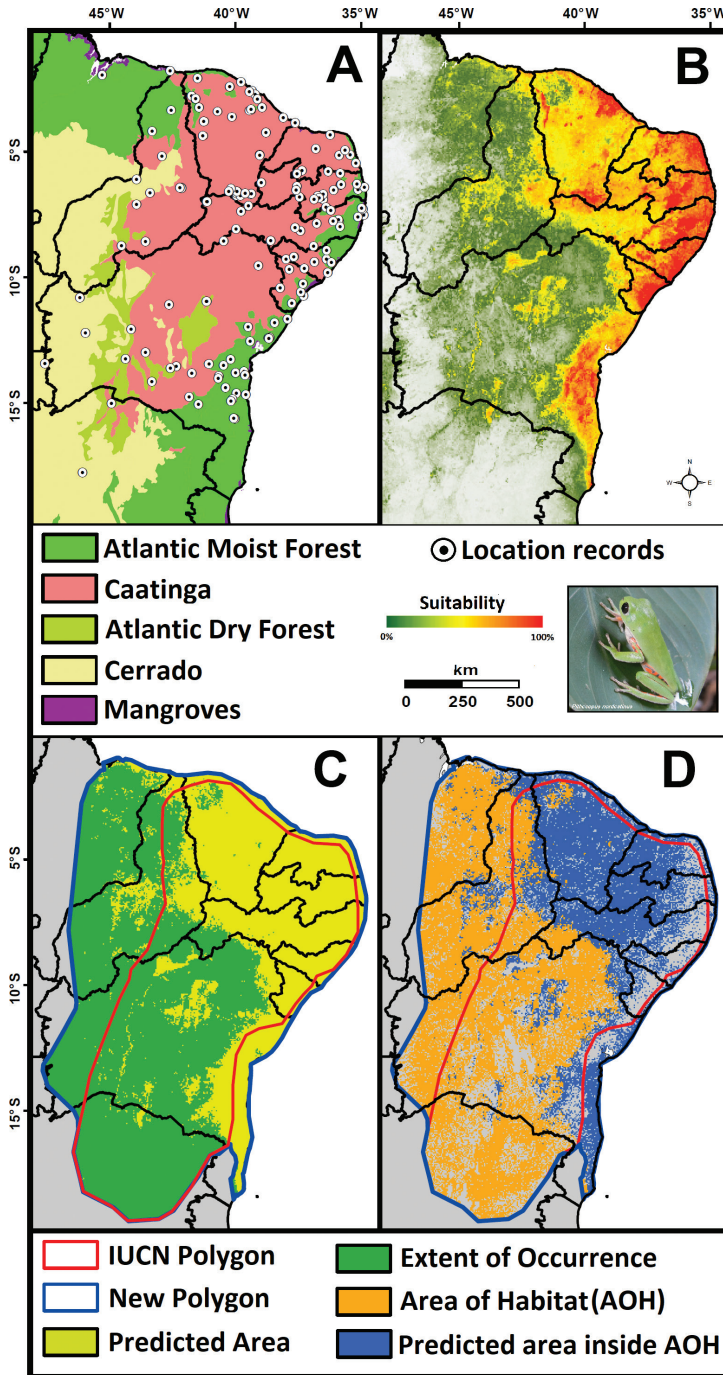 45°W 40°W 35°W 45°W 40°W 35°W
A
B
5°S
10°S
15°S
N
W E
S
Atlantic Moist Forest
Caatinga
Atlantic Dry Forest
Cerrado
Mangroves
Location records
Suitability
0% 100%
km
0 250 500
C
D
5°S
10°S
15°S
IUCN Polygon
New Polygon
Predicted Area
Extent of Occurrence
Area of Habitat (AOH)
Predicted area inside AOH